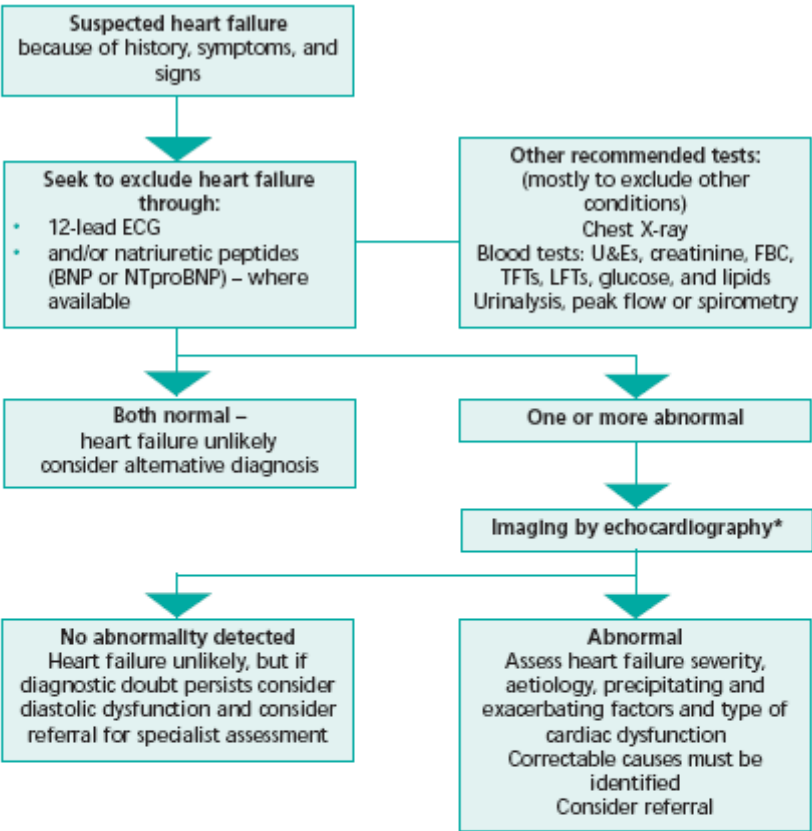 Suspected heart failure
because of history, symptoms, and
signs
Seek to exclude heart failure
through:
• 12-lead ECG
• and/or natriuretic peptides
(BNP or NTproBNP) – where
available
Other recommended tests:
(mostly to exclude other
conditions)
Chest X-ray
Blood tests: U&Es, creatinine, FBC,
TFTs, LFTs, glucose, and lipids
Urinalysis, peak flow or spirometry
Both normal –
heart failure unlikely
consider alternative diagnosis
One or more abnormal
Imaging by echocardiography*
No abnormality detected
Heart failure unlikely, but if
diagnostic doubt persists consider
diastolic dysfunction and consider
referral for specialist assessment
Abnormal
Assess heart failure severity,
aetiology, precipitating and
exacerbating factors and type of
cardiac dysfunction
Correctable causes must be
identified
Consider referral